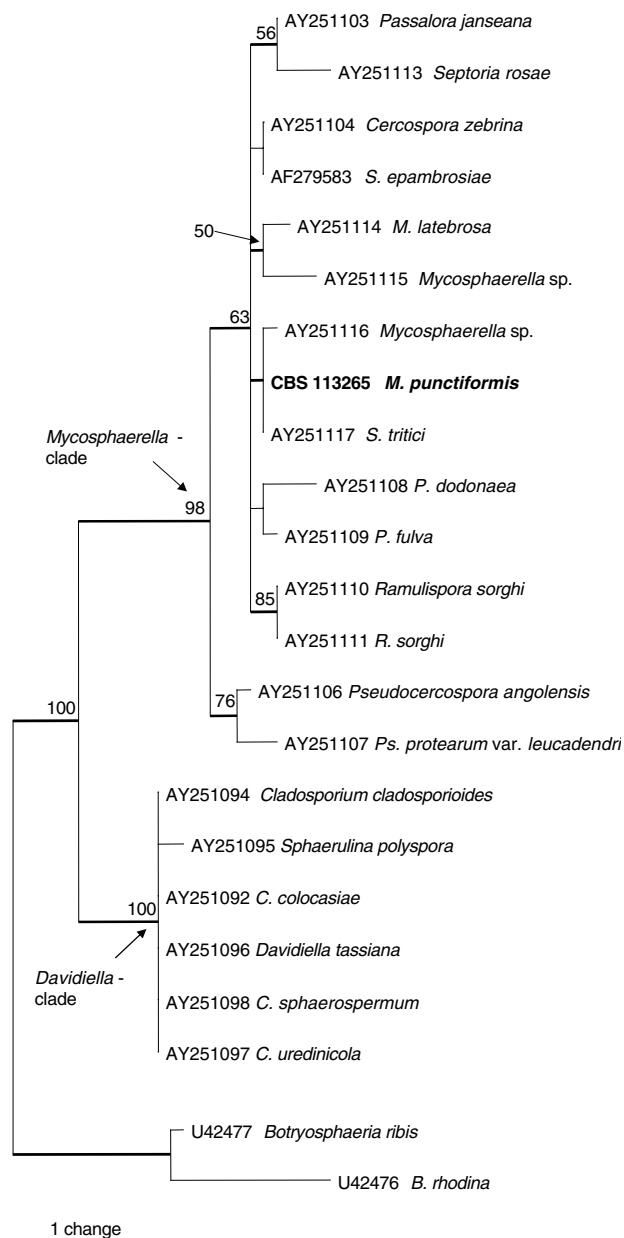 56
AY251103 Passalora janseana
AY251113 Septoria rosae
AY251104 Cercospora zebrina
AF279583 S. epambrosiae
50
AY251114 M. latebrosa
AY251115 Mycosphaerella sp.
63
AY251116 Mycosphaerella sp.
CBS 113265 M. punctiformis
AY251117 S. tritici
Mycosphaerella -
clade
98
AY251108 P. dodonaea
AY251109 P. fulva
85
AY251110 Ramulispora sorghi
AY251111 R. sorghi
76
AY251106 Pseudocercospora angolensis
AY251107 Ps. protearum var. leucadendri
100
AY251094 Cladosporium cladosporioides
AY251095 Sphaerulina polyspora
100
AY251092 C. colocasiae
AY251096 Davidiella tassiana
Davidiella -
clade
AY251098 C. sphaerospermum
AY251097 C. uredinicola
U42477 Botryosphaeria ribis
U42476 B. rhodina
1 change